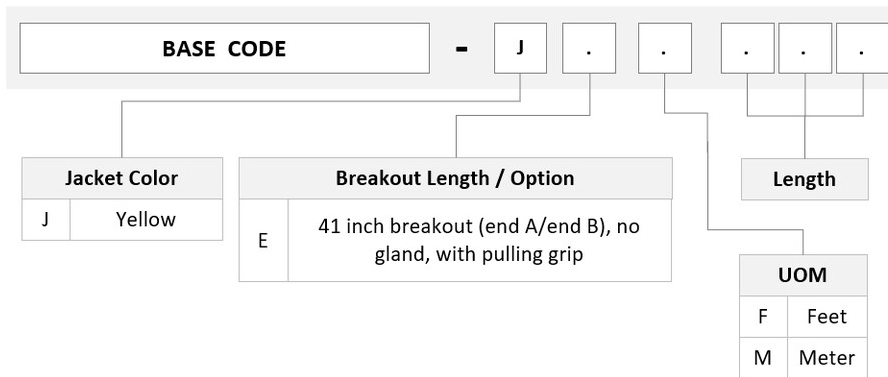 BASE CODE - J . . . . .
Jacket Color
J Yellow
Breakout Length / Option
E 41 inch breakout (end A/end B), no
gland, with pulling grip
Length
UOM
F Feet
M Meter